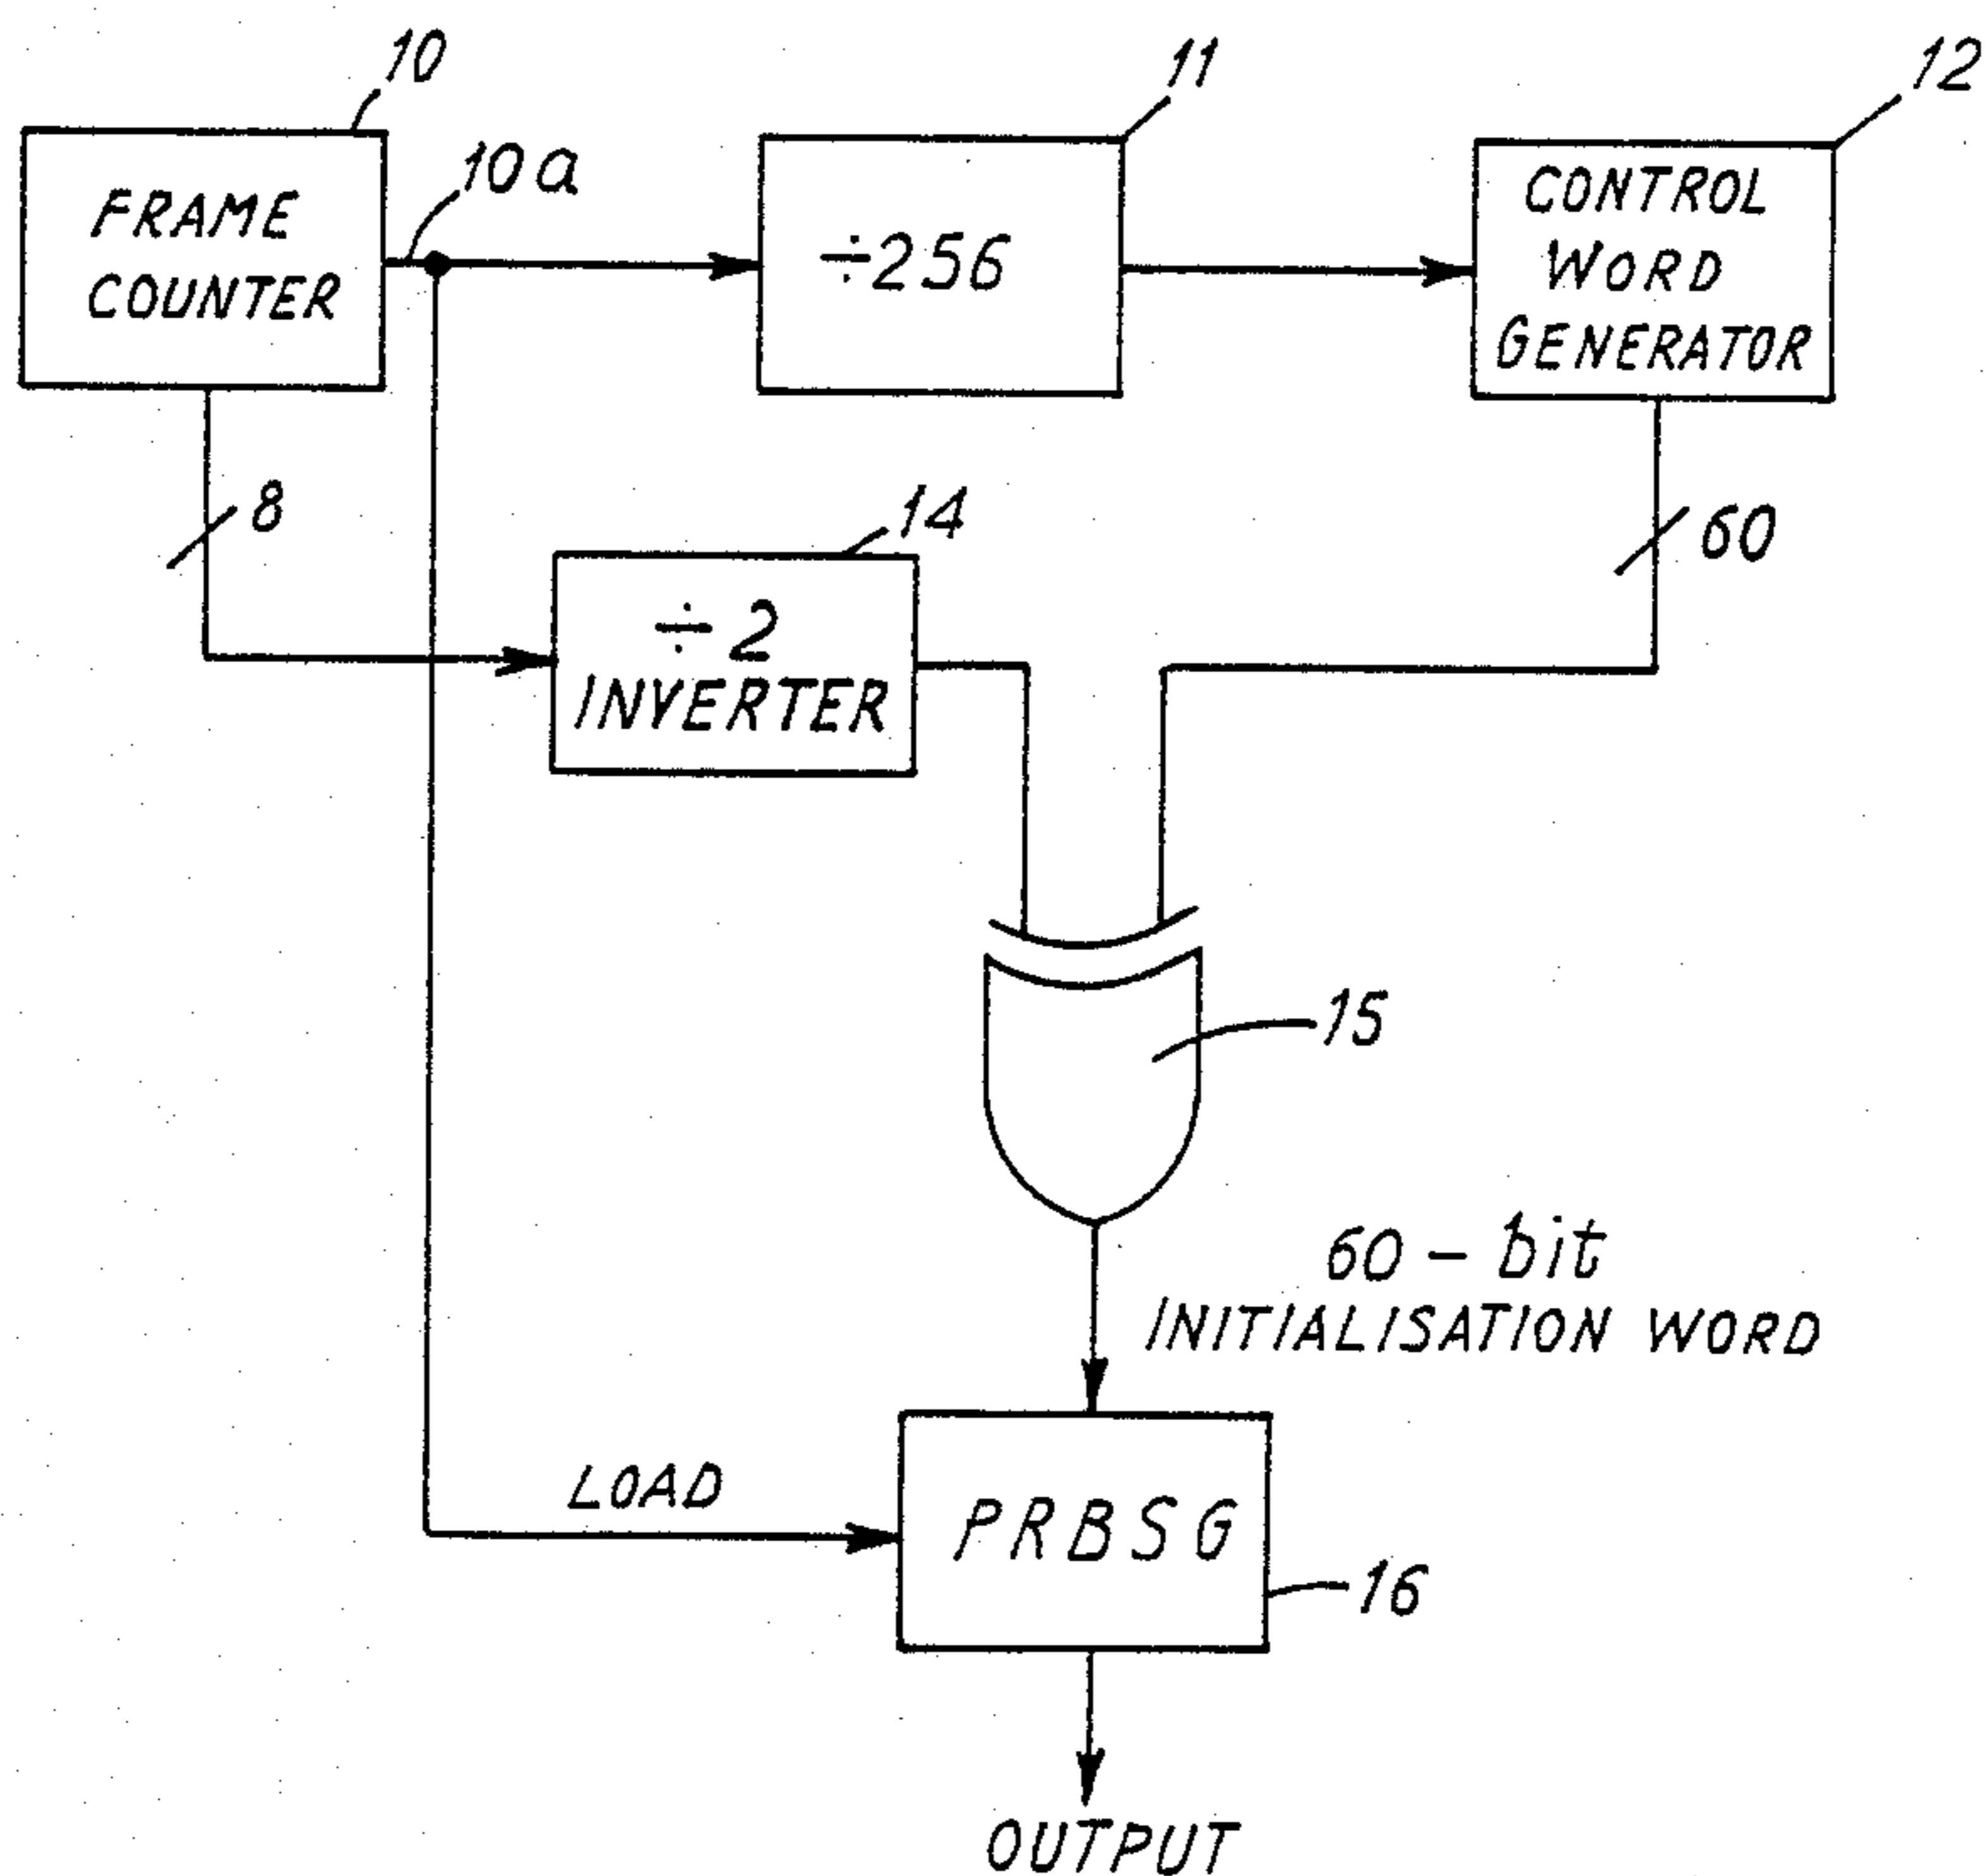 10
11
12
10a
FRAME
COUNTER
÷256
CONTROL
WORD
GENERATOR
8
14
60
÷2
INVERTER
15
60-bit
INITIALISATION WORD
LOAD
PRBSG
16
OUTPUT